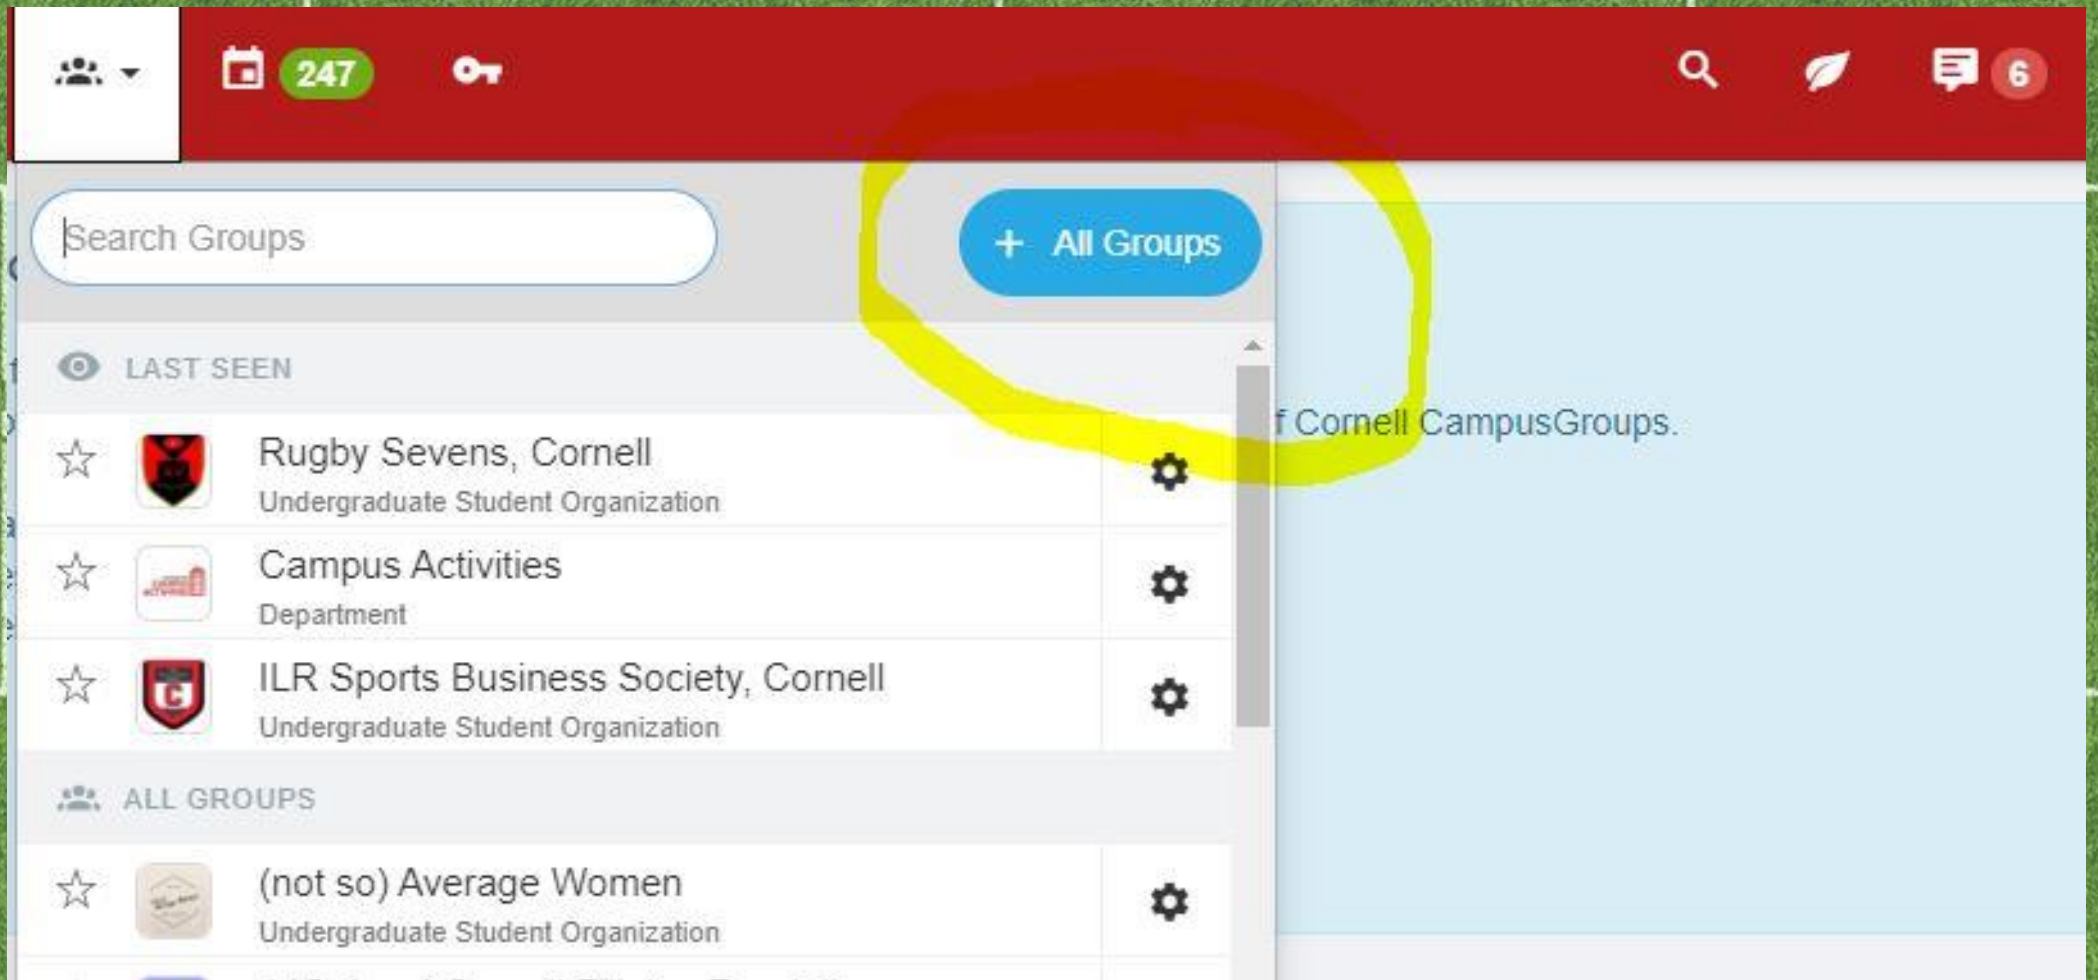 247
6
Search Groups
+ All Groups
LAST SEEN
Rugby Sevens, Cornell
Undergraduate Student Organization
f Cornell CampusGroups.
Campus Activities
Department
ILR Sports Business Society, Cornell
Undergraduate Student Organization
ALL GROUPS
(not so) Average Women
Undergraduate Student Organization